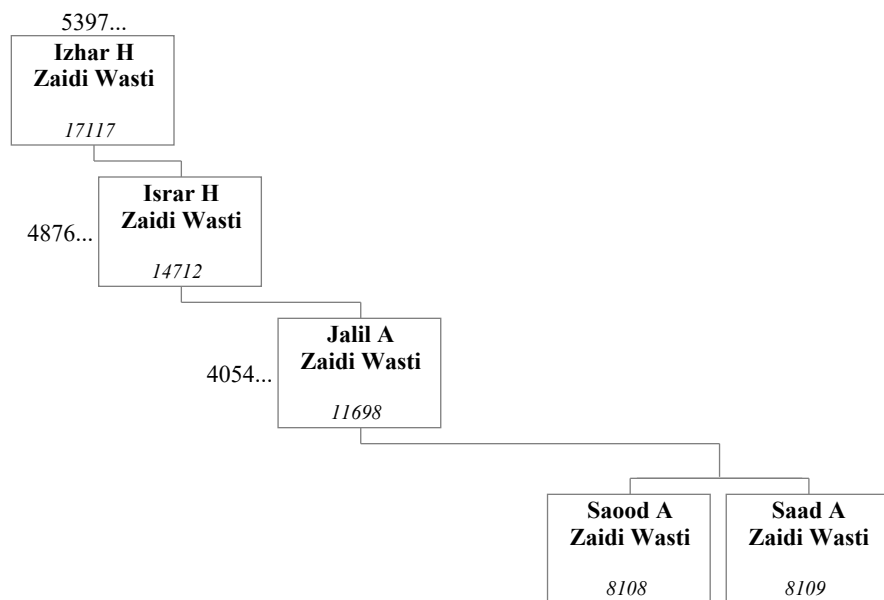 5397...
Izhar H
Zaidi Wasti
17117
Israr H
Zaidi Wasti
4876...
14712
Jalil A
Zaidi Wasti
4054...
11698
Saood A
Zaidi Wasti
8108
Saad A
Zaidi Wasti
8109